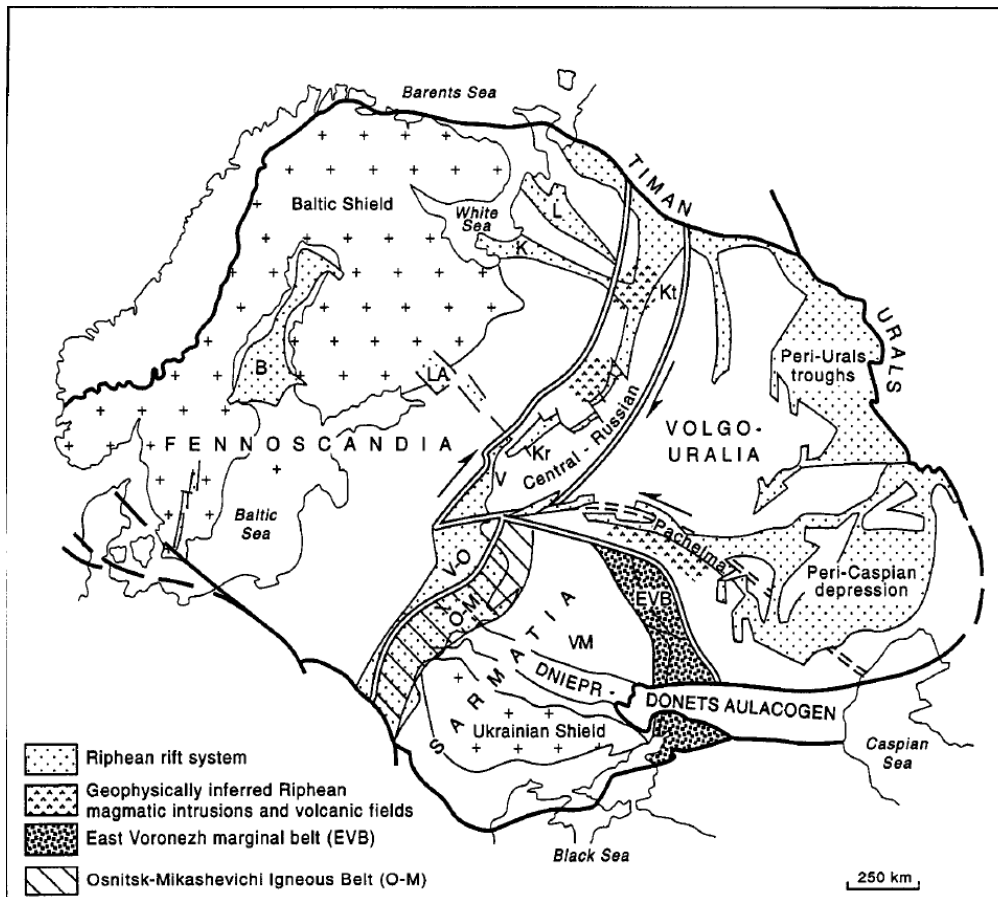 Barents Sea
TIMAN
Baltic Shield
White
Sea
L
K
Kt
URALS
Peri-Urals
troughs
B
LA
FENNOSCANDIA
Kr
V
Central - Russian
VOLGO-
URALIA
Baltic
Sea
Pachelma
V-O
O-M
EVB
Peri-Caspian
depression
SARMATIA
VM
DNIEPR -
DONETS AULACOGEN
Ukrainian Shield
Caspian
Sea
Black Sea
Riphean rift system
Geophysically inferred Riphean
magmatic intrusions and volcanic fields
East Voronezh marginal belt (EVB)
Osnitsk-Mikashevichi Igneous Belt (O-M)
250 km